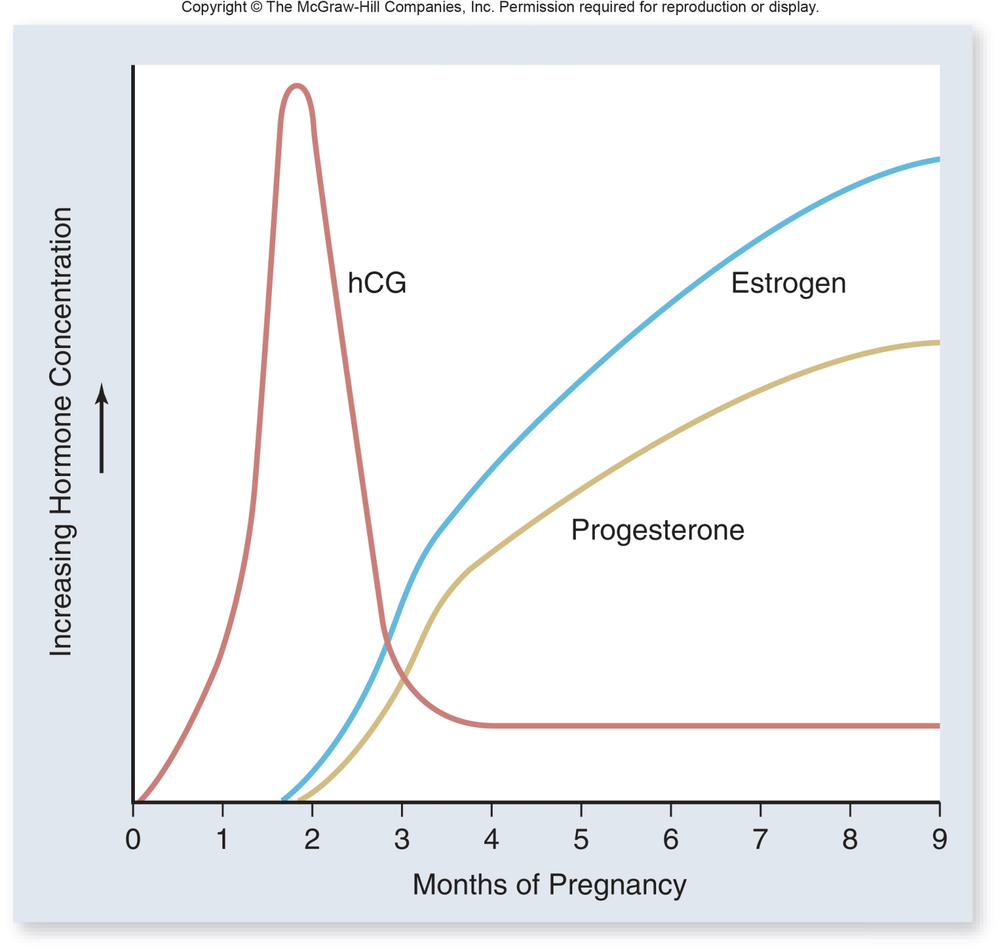 Copyright © The McGraw-Hill Companies, Inc. Permission required for reproduction or display.
Increasing Hormone Concentration
hCG
Estrogen
Progesterone
0 1 2 3 4 5 6 7 8 9
Months of Pregnancy